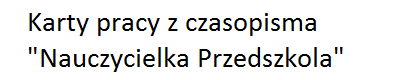 Karty pracy z czasopisma
"Nauczycielka Przedszkola"